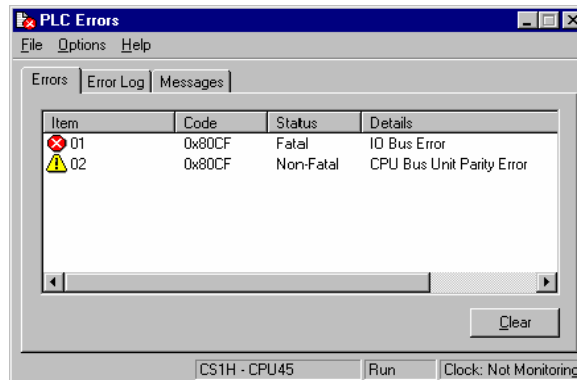 PLC Errors
File Options Help
Errors Error Log Messages
Item Code Status Details
01 0x80CF Fatal IO Bus Error
02 0x80CF Non-Fatal CPU Bus Unit Parity Error
Clear
CS1H - CPU45 Run Clock: Not Monitoring